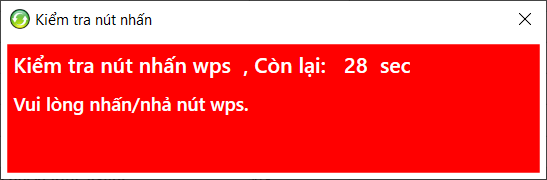 Kiểm tra nút nhấn
Kiểm tra nút nhấn wps , Còn lại: 28 sec
Vui lòng nhấn/nhả nút wps.